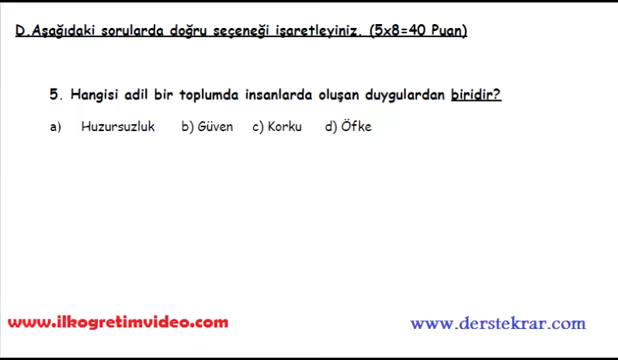 D.Aşağıdaki sorularda doğru seçeneği işaretleyiniz. (5x8=40 Puan)
5. Hangisi adil bir toplumda insanlarda oluşan duygulardan biridir?
a) Huzursuzluk b) Güven c) Korku d) Öfke
www.ilkogretimvideo.com www.derstekrar.com